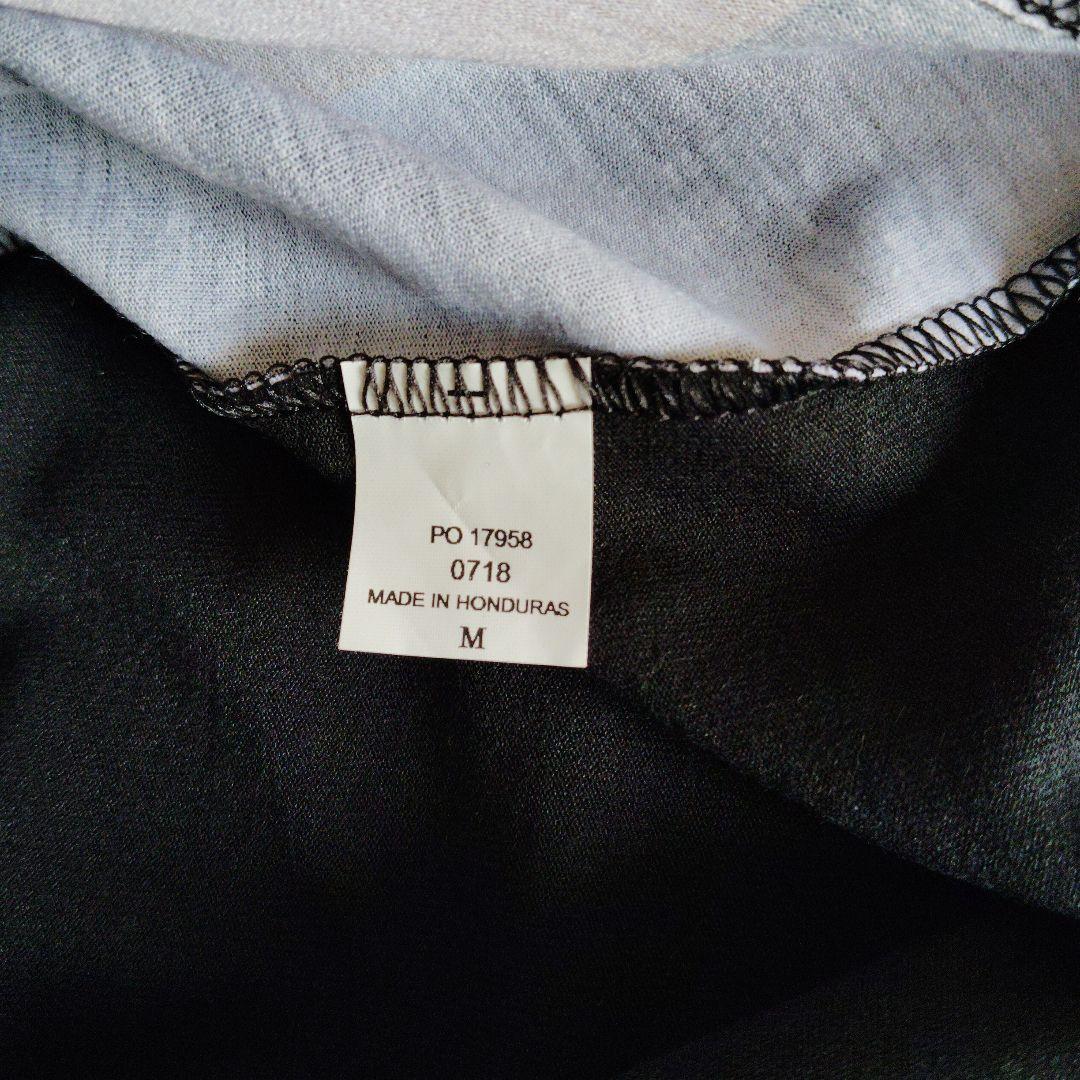 PO 17958
0718
MADE IN HONDURAS
M